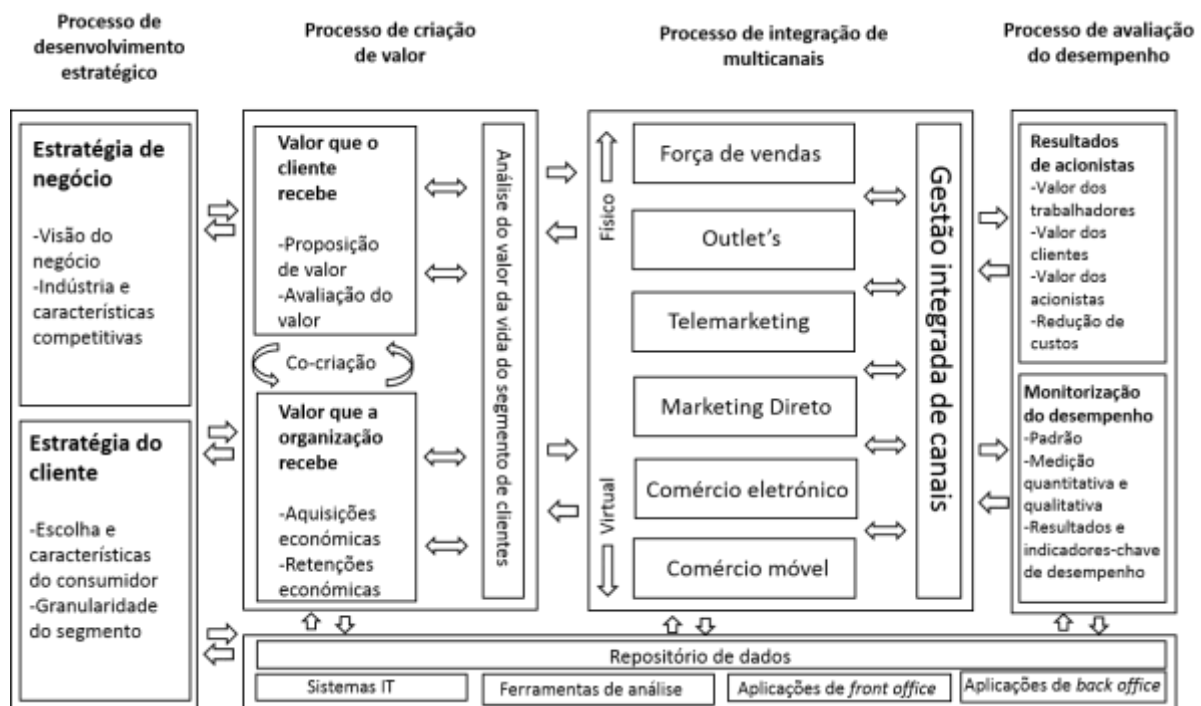 Processo de
desenvolvimento
estratégico
Processo de criação
de valor
Processo de integração de
multicanais
Processo de avaliação
do desempenho
Estratégia de
negócio
-Visão do
negócio
-Indústria e
características
competitivas
Estratégia do
cliente
-Escolha e
características
do consumidor
-Granularidade
do segmento
Valor que o
cliente
recebe
-Proposição
de valor
-Avaliação do
valor
Co-criação
Valor que a
organização
recebe
-Aquisições
económicas
-Retenções
económicas
Análise do valor da vida do segmento de clientes
Físico
Virtual
Força de vendas
Outlet's
Telemarketing
Marketing Direto
Comércio eletrónico
Comércio móvel
Gestão integrada de canais
Resultados
de acionistas
-Valor dos
trabalhadores
-Valor dos
clientes
-Valor dos
acionistas
-Redução de
custos
Monitorização
do desempenho
-Padrão
-Medição
quantitativa e
qualitativa
-Resultados e
indicadores-chave
de desempenho
Repositório de dados
Sistemas IT
Ferramentas de análise
Aplicações de front office
Aplicações de back office